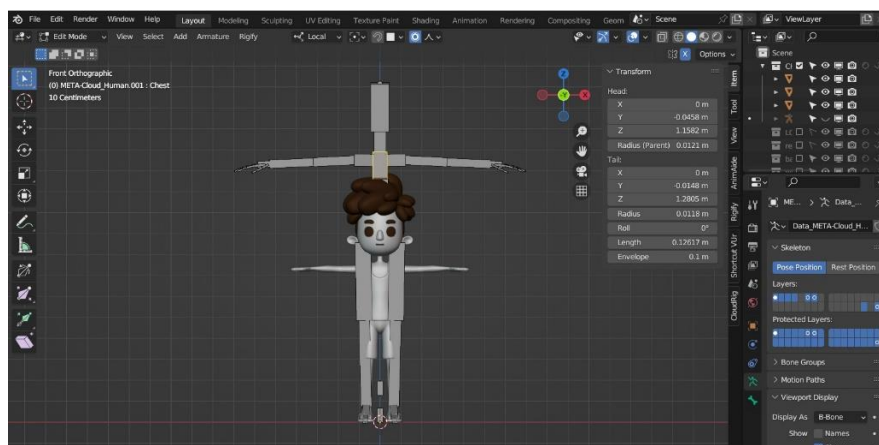 File Edit Render Window Help Layout Modeling Sculpting UV Editing Texture Paint Shading Animation Rendering Compositing Geom Scene ViewLayer
Edit Mode View Select Add Armature Rigify Local
Options
Front Orthographic
(0) META-Cloud_Human.001 : Chest
10 Centimeters
Transform
Head:
X 0 m
Y -0.0458 m
Z 1.1582 m
Radius (Parent) 0.0121 m
Tail:
X 0 m
Y -0.0148 m
Z 1.2805 m
Radius 0.0118 m
Roll 0°
Length 0.12617 m
Envelope 0.1 m
Item
Tool
View
AnimAide
Rigify
Shortcut VUr
CloudRig
Z
-Y
X
Scene
ME... Data_...
Data_META-Cloud_H...
Skeleton
Pose Position Rest Position
Layers:
Protected Layers:
Bone Groups
Motion Paths
Viewport Display
Display As B-Bone
Show Names